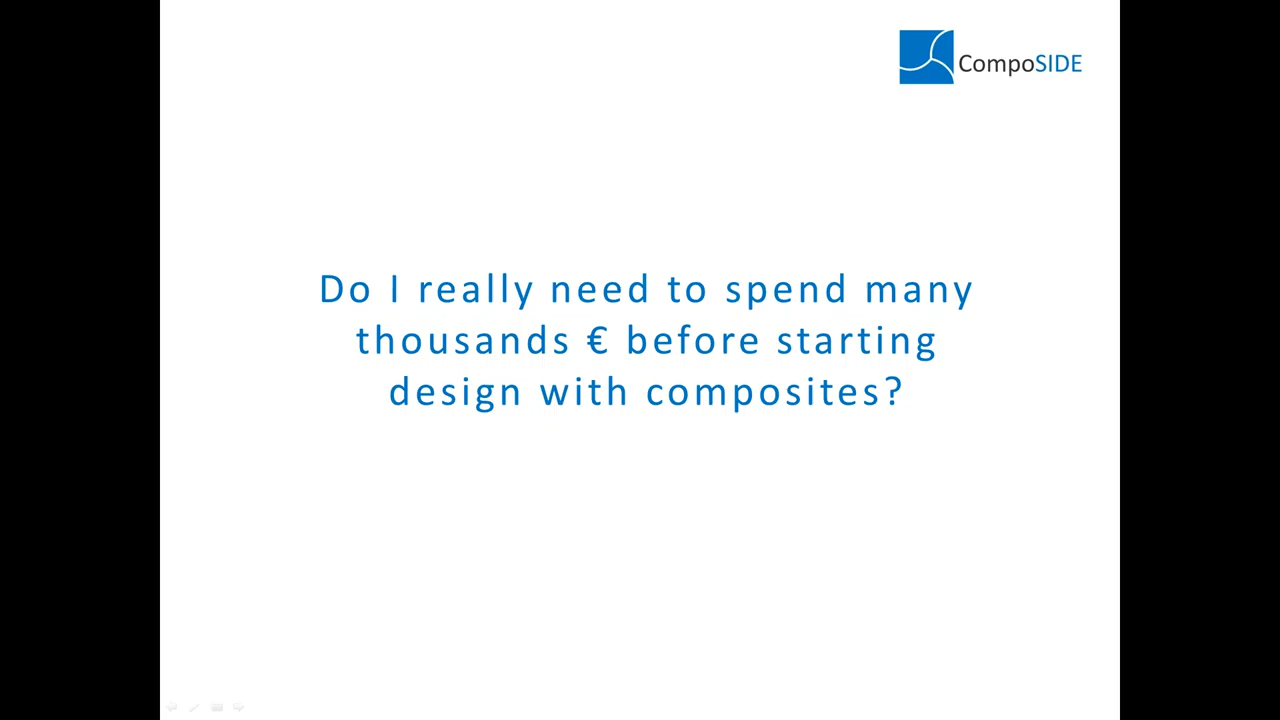 CompoSIDE
Do I really need to spend many
thousands € before starting
design with composites?